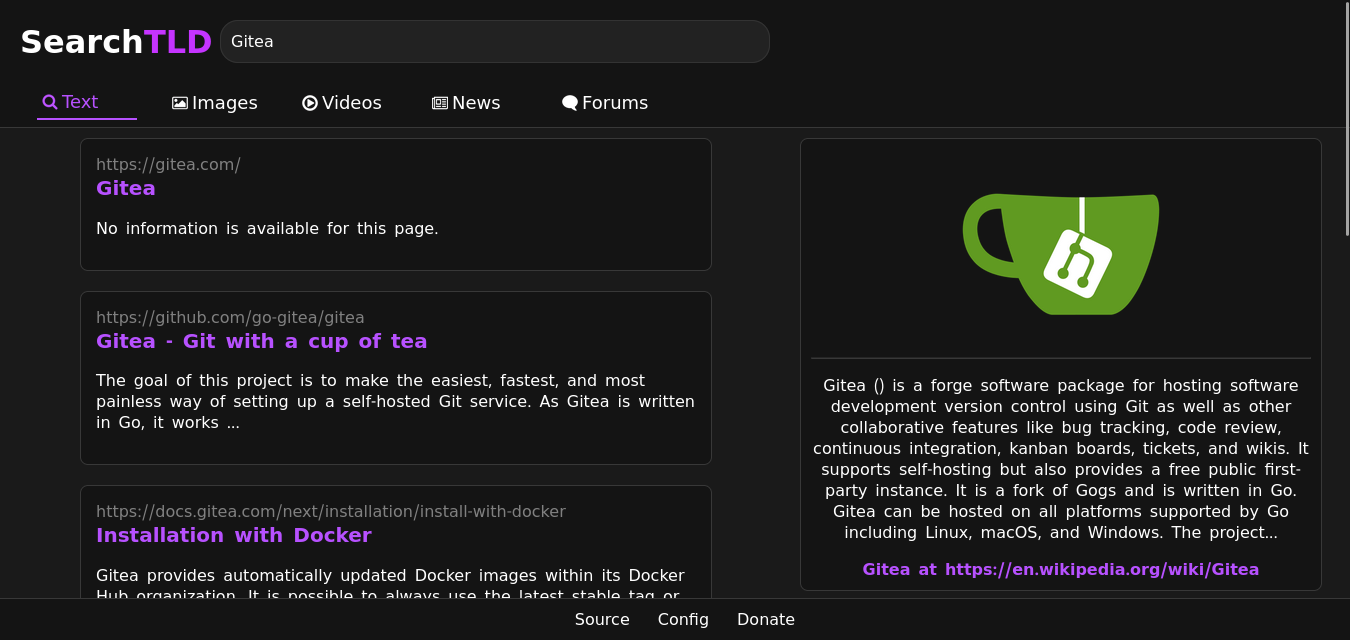 SearchTLD
Gitea
Text
Images
Videos
News
Forums
https://gitea.com/
Gitea
No information is available for this page.
https://github.com/go-gitea/gitea
Gitea - Git with a cup of tea
The goal of this project is to make the easiest, fastest, and most
painless way of setting up a self-hosted Git service. As Gitea is written
in Go, it works ...
https://docs.gitea.com/next/installation/install-with-docker
Installation with Docker
Gitea provides automatically updated Docker images within its Docker
Hub organization. It is possible to always use the latest stable tag or
Gitea () is a forge software package for hosting software
development version control using Git as well as other
collaborative features like bug tracking, code review,
continuous integration, kanban boards, tickets, and wikis. It
supports self-hosting but also provides a free public first-
party instance. It is a fork of Gogs and is written in Go.
Gitea can be hosted on all platforms supported by Go
including Linux, macOS, and Windows. The project...
Gitea at https://en.wikipedia.org/wiki/Gitea
Source
Config
Donate